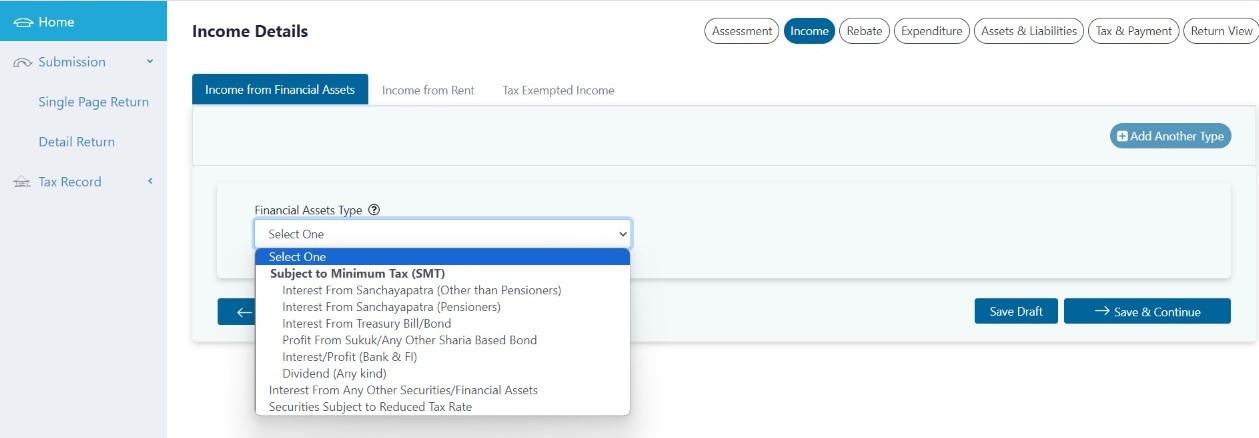 Home
Submission
Single Page Return
Detail Return
Tax Record
Income Details
Assessment
Income
Rebate
Expenditure
Assets & Liabilities
Tax & Payment
Return View
Income from Financial Assets
Income from Rent
Tax Exempted Income
Add Another Type
Financial Assets Type
Select One
Select One
Subject to Minimum Tax (SMT)
Interest From Sanchayapatra (Other than Pensioners)
Interest From Sanchayapatra (Pensioners)
Interest From Treasury Bill/Bond
Profit From Sukuk/Any Other Sharia Based Bond
Interest/Profit (Bank & FI)
Dividend (Any kind)
Interest From Any Other Securities/Financial Assets
Securities Subject to Reduced Tax Rate
Save Draft
Save & Continue